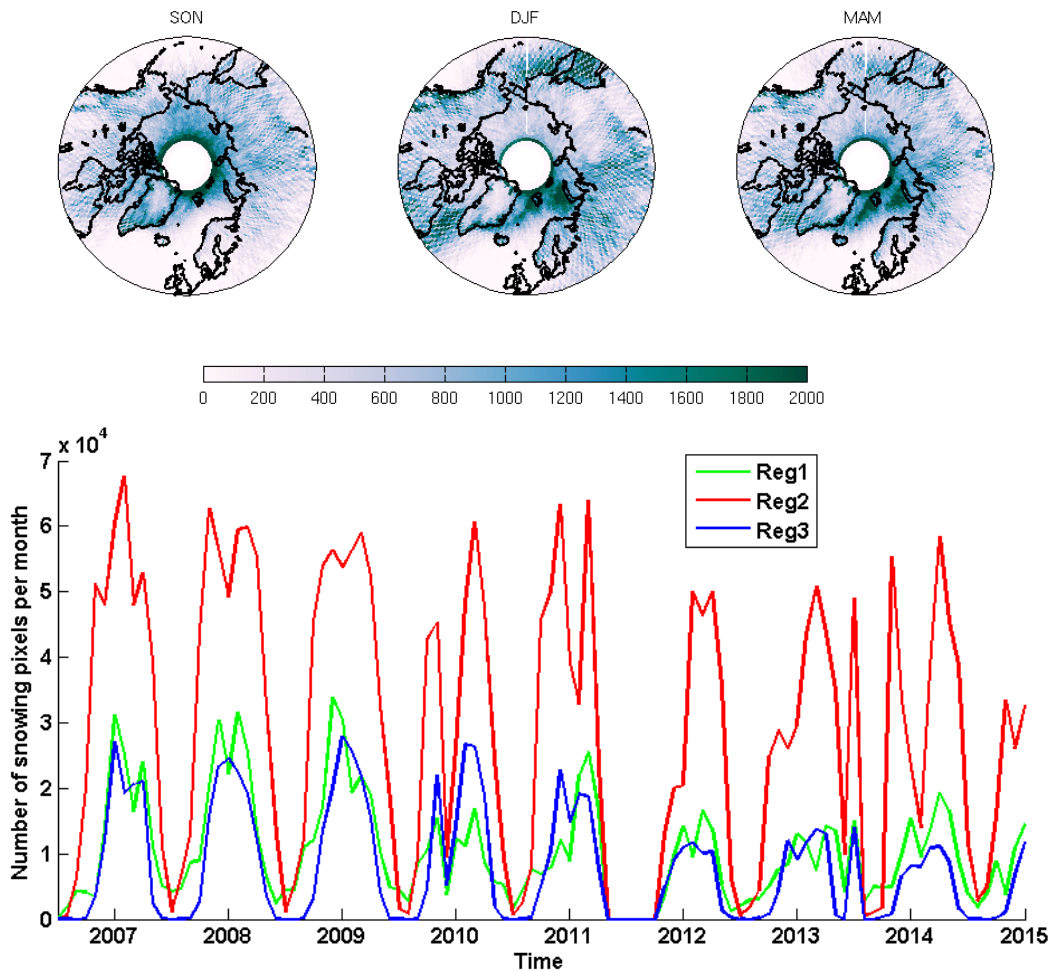 SON DJF MAM
0 200 400 600 800 1000 1200 1400 1600 1800 2000
x 10^4
7
6
5
4
3
2
1
0
Number of snowing pixels per month
Reg1
Reg2
Reg3
2007 2008 2009 2010 2011 2012 2013 2014 2015
Time